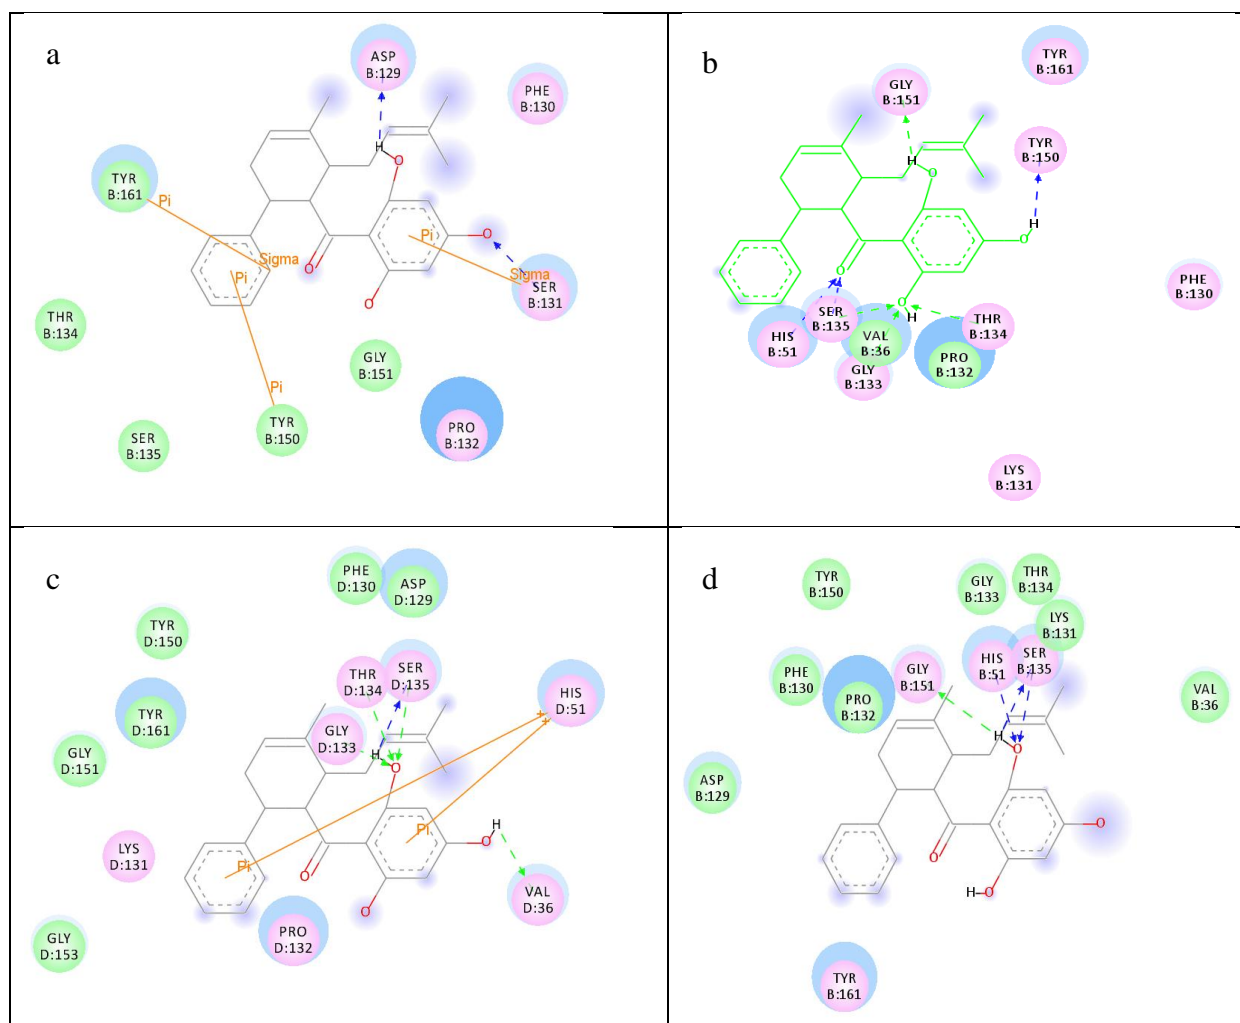 a
ASP
B:129
PHE
B:130
H
O
TYR
B:161
Pi
Pi
O
Sigma
O
Pi
Sigma
SER
B:131
O
THR
B:134
GLY
B:151
Pi
TYR
B:150
PRO
B:132
SER
B:135
b
TYR
B:161
GLY
B:151
TYR
B:150
H
O
H
O
O
PHE
B:130
O
H
SER
B:135
THR
B:134
HIS
B:51
VAL
B:36
PRO
B:132
GLY
B:133
LYS
B:131
c
PHE
D:130
ASP
D:129
TYR
D:150
THR
D:134
SER
D:135
HIS
D:51
+
+
TYR
D:161
GLY
D:133
H
O
GLY
D:151
Pi
H
O
LYS
D:131
O
Pi
VAL
D:36
O
PRO
D:132
GLY
D:153
d
TYR
B:150
GLY
B:133
THR
B:134
LYS
B:131
PHE
B:130
PRO
B:132
GLY
B:151
HIS
B:51
SER
B:135
VAL
B:36
H
O
ASP
B:129
O
O
H
O
TYR
B:161